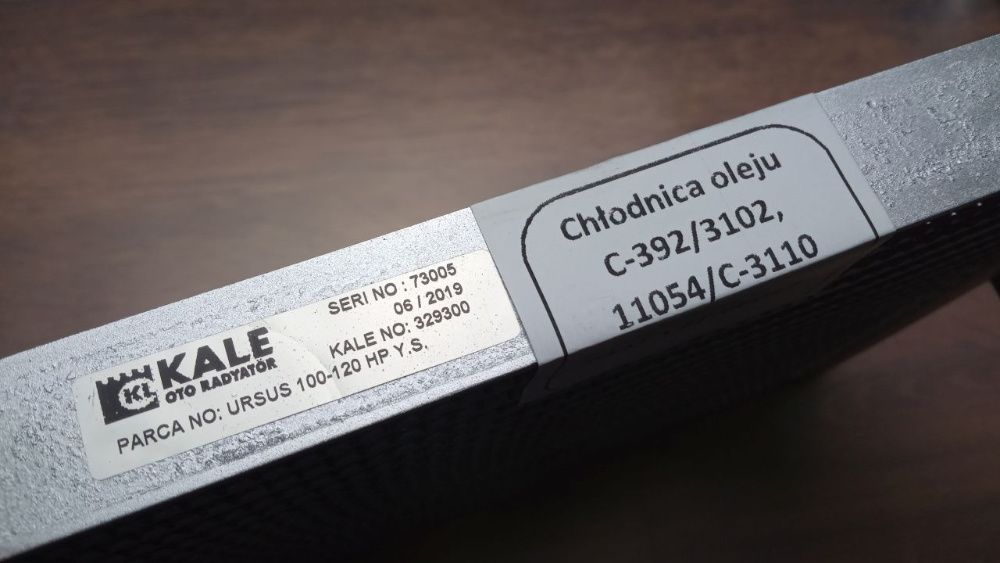 KL KALE
OTO RADYATÖR
SERI NO : 73005
06 / 2019
KALE NO: 329300
PARCA NO: URSUS 100-120 HP Y.S.
Chłodnica oleju
C-392/3102,
11054/C-3110